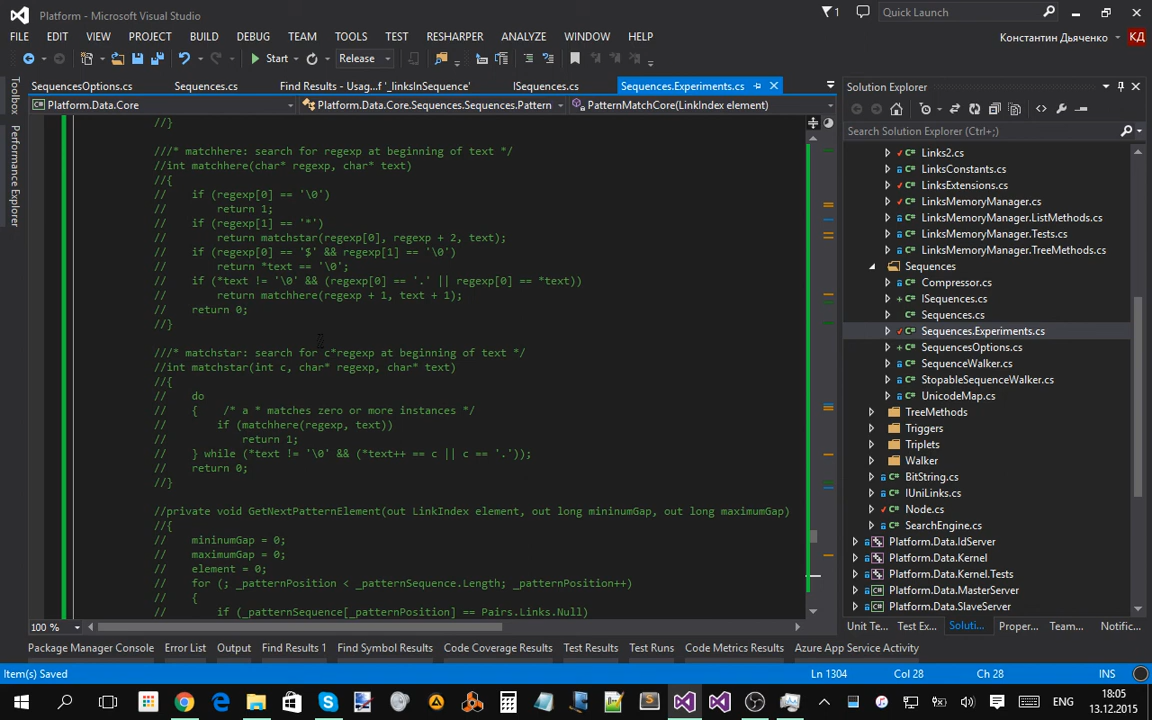 Platform - Microsoft Visual Studio
1
Quick Launch
FILE EDIT VIEW PROJECT BUILD DEBUG TEAM TOOLS TEST RESHARPER ANALYZE WINDOW HELP
Константин Дьяченко КД
Start Release
SequencesOptions.cs Sequences.cs Find Results - Usag...f '_linksInSequence' ISequences.cs Sequences.Experiments.cs
Platform.Data.Core Platform.Data.Core.Sequences.Sequences.Pattern PatternMatchCore(LinkIndex element)
Toolbox
Performance Explorer
//}
///* matchhere: search for regexp at beginning of text */
//int matchhere(char* regexp, char* text)
//{
//    if (regexp[0] == '\0')
//        return 1;
//    if (regexp[1] == '*')
//        return matchstar(regexp[0], regexp + 2, text);
//    if (regexp[0] == '$' && regexp[1] == '\0')
//        return *text == '\0';
//    if (*text != '\0' && (regexp[0] == '.' || regexp[0] == *text))
//        return matchhere(regexp + 1, text + 1);
//    return 0;
//}
///* matchstar: search for c*regexp at beginning of text */
//int matchstar(int c, char* regexp, char* text)
//{
//    do
//    {    /* a * matches zero or more instances */
//        if (matchhere(regexp, text))
//            return 1;
//    } while (*text != '\0' && (*text++ == c || c == '.'));
//    return 0;
//}
//private void GetNextPatternElement(out LinkIndex element, out long mininumGap, out long maximumGap)
//{
//    mininumGap = 0;
//    maximumGap = 0;
//    element = 0;
//    for (; _patternPosition < _patternSequence.Length; _patternPosition++)
//    {
//        if (_patternSequence[_patternPosition] == Pairs.Links.Null)
100 %
Solution Explorer
Search Solution Explorer (Ctrl+;)
Links2.cs
LinksConstants.cs
LinksExtensions.cs
LinksMemoryManager.cs
LinksMemoryManager.ListMethods.cs
LinksMemoryManager.Tests.cs
LinksMemoryManager.TreeMethods.cs
Sequences
Compressor.cs
ISequences.cs
Sequences.cs
Sequences.Experiments.cs
SequencesOptions.cs
SequenceWalker.cs
StopableSequenceWalker.cs
UnicodeMap.cs
TreeMethods
Triggers
Triplets
Walker
BitString.cs
IUniLinks.cs
Node.cs
SearchEngine.cs
Platform.Data.IdServer
Platform.Data.Kernel
Platform.Data.Kernel.Tests
Platform.Data.MasterServer
Platform.Data.SlaveServer
Unit Te... Test Ex... Soluti... Proper... Team... Notific...
Package Manager Console Error List Output Find Results 1 Find Symbol Results Code Coverage Results Test Results Test Runs Code Metrics Results Azure App Service Activity
Item(s) Saved Ln 1304 Col 28 Ch 28 INS
ENG
18:05
13.12.2015